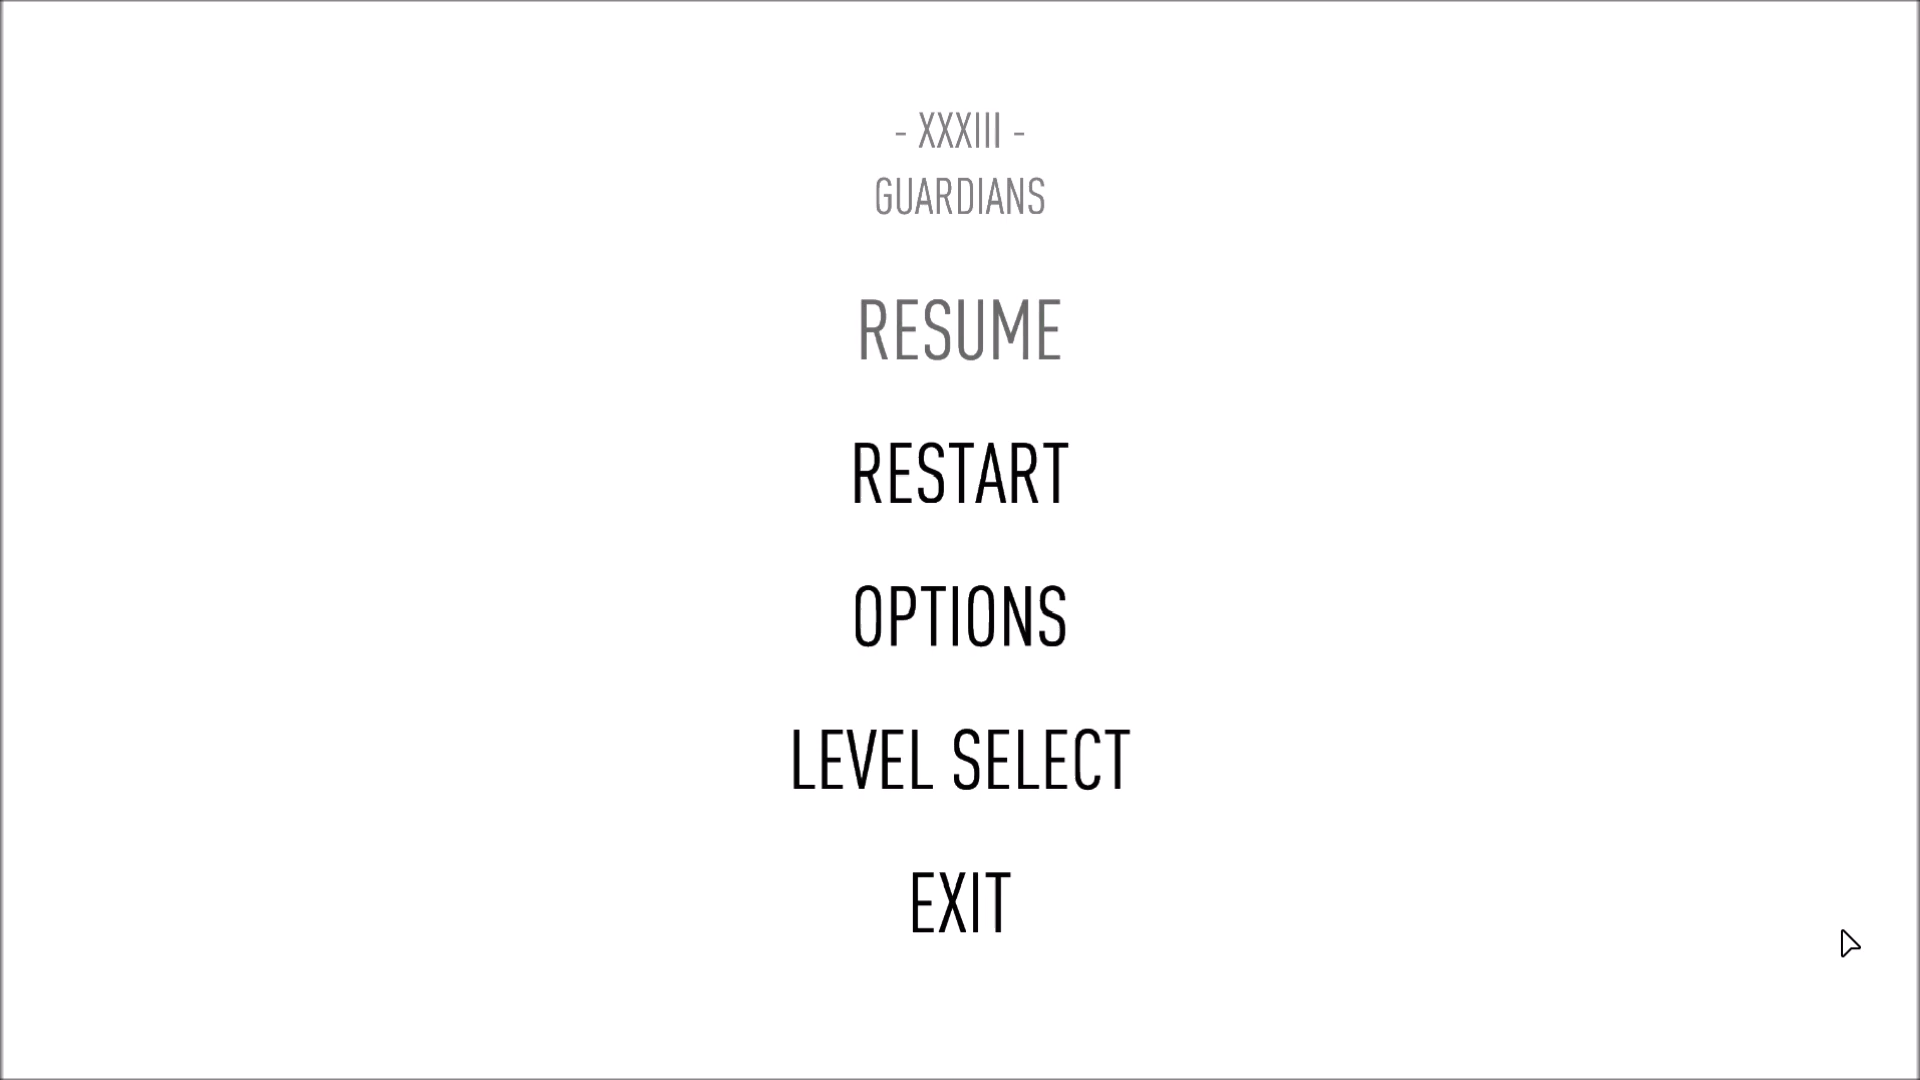 - XXXIII -
GUARDIANS
RESUME
RESTART
OPTIONS
LEVEL SELECT
EXIT